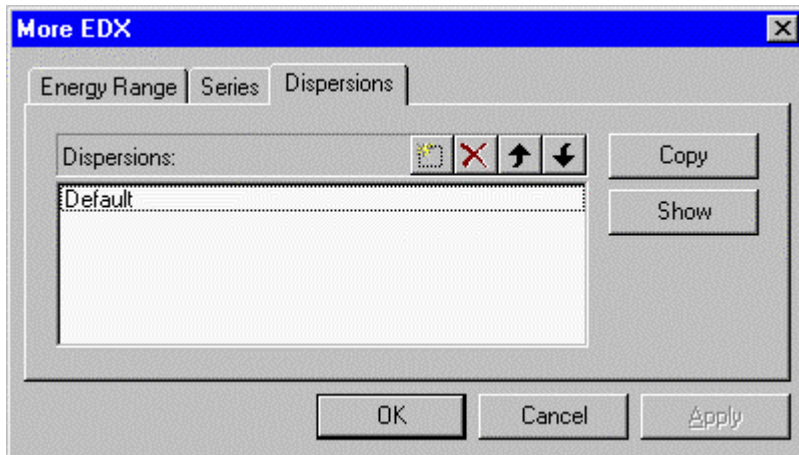 More EDX
Energy Range Series Dispersions
Dispersions:
Copy
Default
Show
OK Cancel Apply